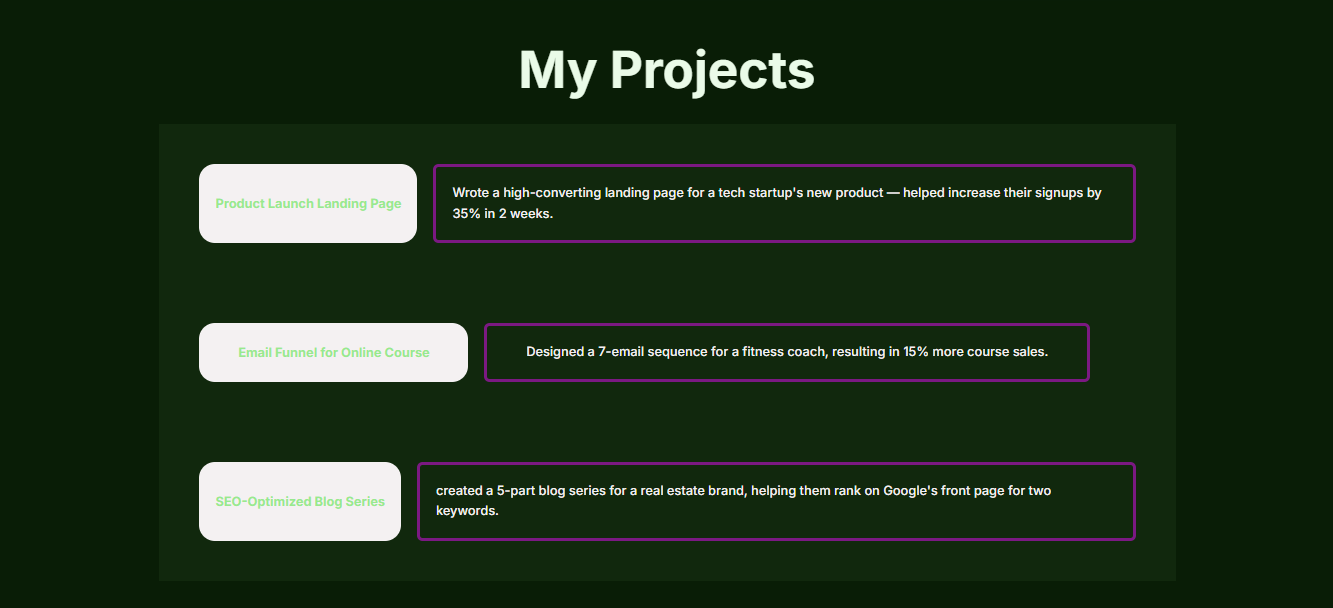 My Projects
Product Launch Landing Page
Wrote a high-converting landing page for a tech startup's new product — helped increase their signups by
35% in 2 weeks.
Email Funnel for Online Course
Designed a 7-email sequence for a fitness coach, resulting in 15% more course sales.
SEO-Optimized Blog Series
created a 5-part blog series for a real estate brand, helping them rank on Google's front page for two
keywords.